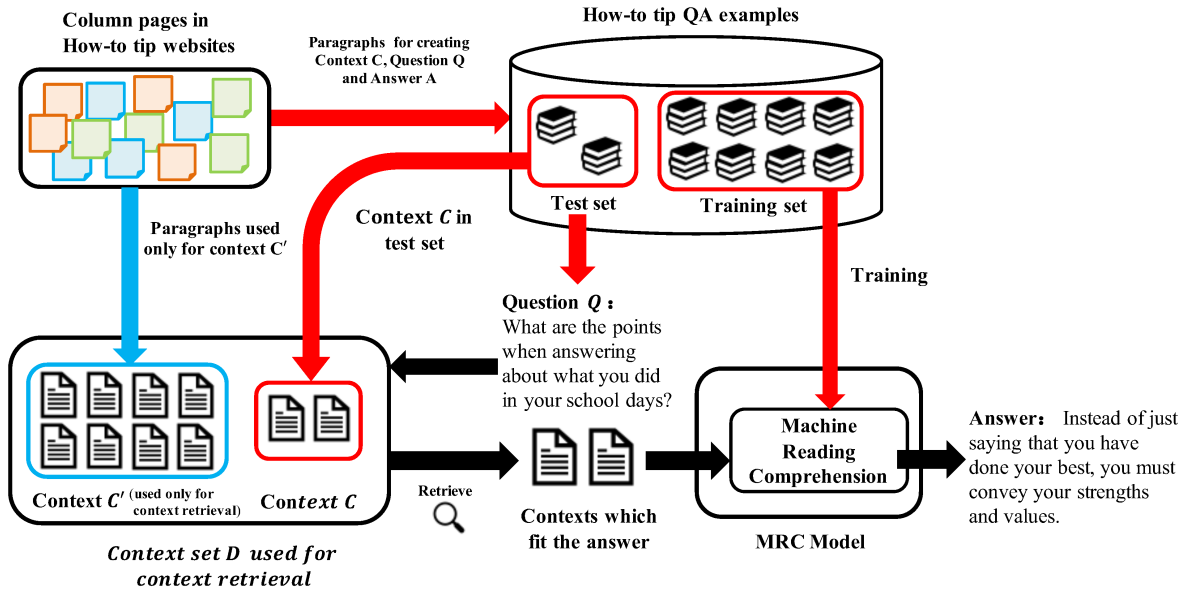 Column pages in
How-to tip websites
Paragraphs for creating
Context C, Question Q
and Answer A
How-to tip QA examples
Test set
Training set
Paragraphs used
only for context C′
Context C in
test set
Training
Question Q :
What are the points
when answering
about what you did
in your school days?
Context C′ (used only for
context retrieval)
Context C
Context set D used for
context retrieval
Retrieve
Contexts which
fit the answer
Machine
Reading
Comprehension
MRC Model
Answer: Instead of just
saying that you have
done your best, you must
convey your strengths
and values.